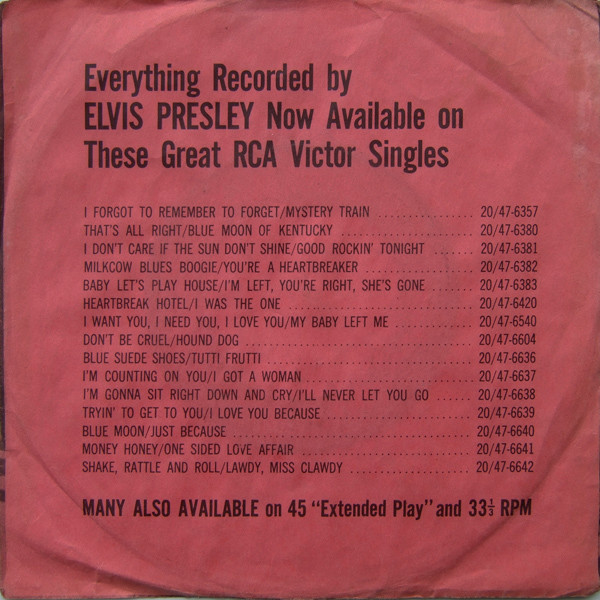 Everything Recorded by
ELVIS PRESLEY Now Available on
These Great RCA Victor Singles
I FORGOT TO REMEMBER TO FORGET/MYSTERY TRAIN ................ 20/47-6357
THAT'S ALL RIGHT/BLUE MOON OF KENTUCKY ..................... 20/47-6380
I DON'T CARE IF THE SUN DON'T SHINE/GOOD ROCKIN' TONIGHT ....... 20/47-6381
MILKCOW BLUES BOOGIE/YOU'RE A HEARTBREAKER ................. 20/47-6382
BABY LET'S PLAY HOUSE/I'M LEFT, YOU'RE RIGHT, SHE'S GONE ....... 20/47-6383
HEARTBREAK HOTEL/I WAS THE ONE ............................ 20/47-6420
I WANT YOU, I NEED YOU, I LOVE YOU/MY BABY LEFT ME ............ 20/47-6540
DON'T BE CRUEL/HOUND DOG ................................. 20/47-6604
BLUE SUEDE SHOES/TUTTI FRUTTI .............................. 20/47-6636
I'M COUNTING ON YOU/I GOT A WOMAN ......................... 20/47-6637
I'M GONNA SIT RIGHT DOWN AND CRY/I'LL NEVER LET YOU GO ...... 20/47-6638
TRYIN' TO GET TO YOU/I LOVE YOU BECAUSE ...................... 20/47-6639
BLUE MOON/JUST BECAUSE .................................... 20/47-6640
MONEY HONEY/ONE SIDED LOVE AFFAIR ......................... 20/47-6641
SHAKE, RATTLE AND ROLL/LAWDY, MISS CLAWDY .................. 20/47-6642
MANY ALSO AVAILABLE on 45 "Extended Play" and 33⅓ RPM